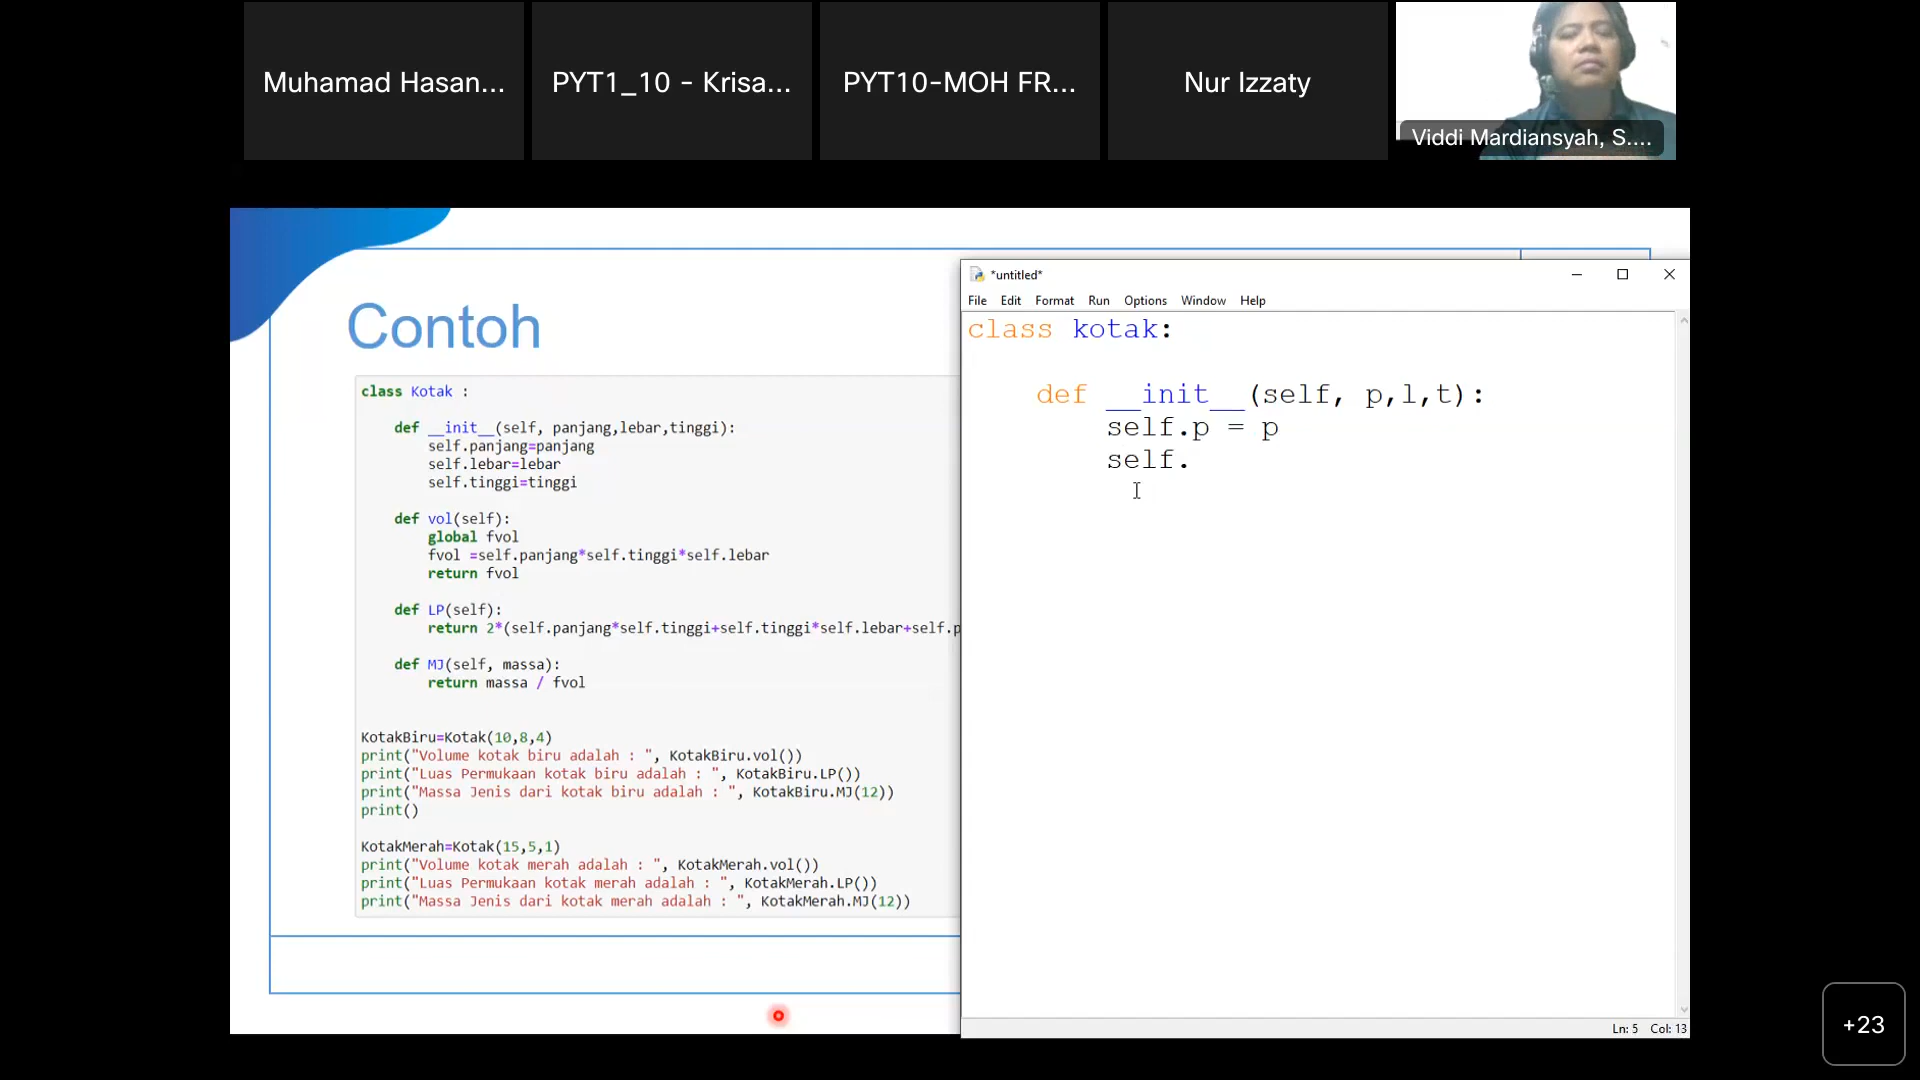 Muhamad Hasan...
PYT1_10 - Krisa...
PYT10-MOH FR...
Nur Izzaty
Viddi Mardiansyah, S....
Contoh
class Kotak :
def __init__(self, panjang,lebar,tinggi):
self.panjang=panjang
self.lebar=lebar
self.tinggi=tinggi
def vol(self):
global fvol
fvol =self.panjang*self.tinggi*self.lebar
return fvol
def LP(self):
return 2*(self.panjang*self.tinggi+self.tinggi*self.lebar+self.p
def MJ(self, massa):
return massa / fvol
KotakBiru=Kotak(10,8,4)
print("Volume kotak biru adalah : ", KotakBiru.vol())
print("Luas Permukaan kotak biru adalah : ", KotakBiru.LP())
print("Massa Jenis dari kotak biru adalah : ", KotakBiru.MJ(12))
print()
KotakMerah=Kotak(15,5,1)
print("Volume kotak merah adalah : ", KotakMerah.vol())
print("Luas Permukaan kotak merah adalah : ", KotakMerah.LP())
print("Massa Jenis dari kotak merah adalah : ", KotakMerah.MJ(12))
*untitled*
File Edit Format Run Options Window Help
class kotak:
def __init__(self, p,l,t):
self.p = p
self.
Ln: 5 Col: 13
+23